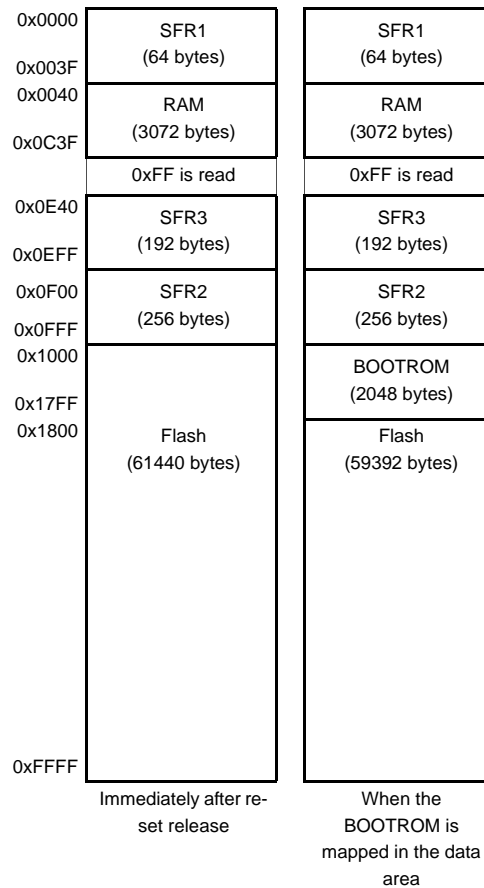 0x0000
0x003F
0x0040
0x0C3F
0x0E40
0x0EFF
0x0F00
0x0FFF
0x1000
0x17FF
0x1800
0xFFFF
SFR1
(64 bytes)
RAM
(3072 bytes)
0xFF is read
SFR3
(192 bytes)
SFR2
(256 bytes)
Flash
(61440 bytes)
Immediately after re-
set release
SFR1
(64 bytes)
RAM
(3072 bytes)
0xFF is read
SFR3
(192 bytes)
SFR2
(256 bytes)
BOOTROM
(2048 bytes)
Flash
(59392 bytes)
When the
BOOTROM is
mapped in the data
area